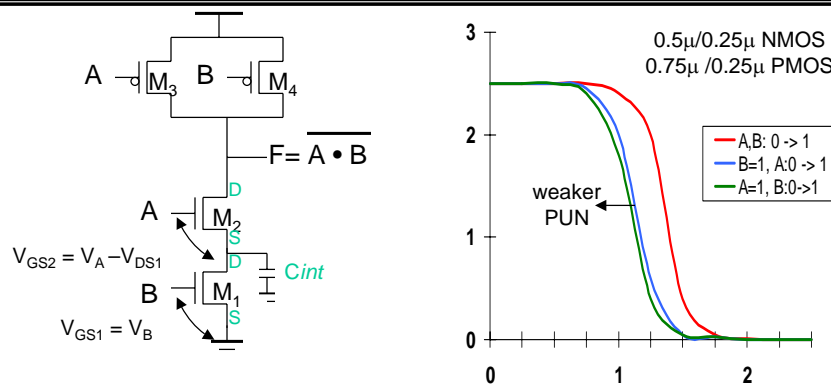 A
M3
B
M4
F= A • B
D
A
M2
S
VGS2 = VA –VDS1
D
Cint
B
M1
S
VGS1 = VB
3
2
1
0
0
1
2
0.5μ/0.25μ NMOS
0.75μ /0.25μ PMOS
A,B: 0 -> 1
B=1, A:0 -> 1
A=1, B:0->1
weaker
PUN